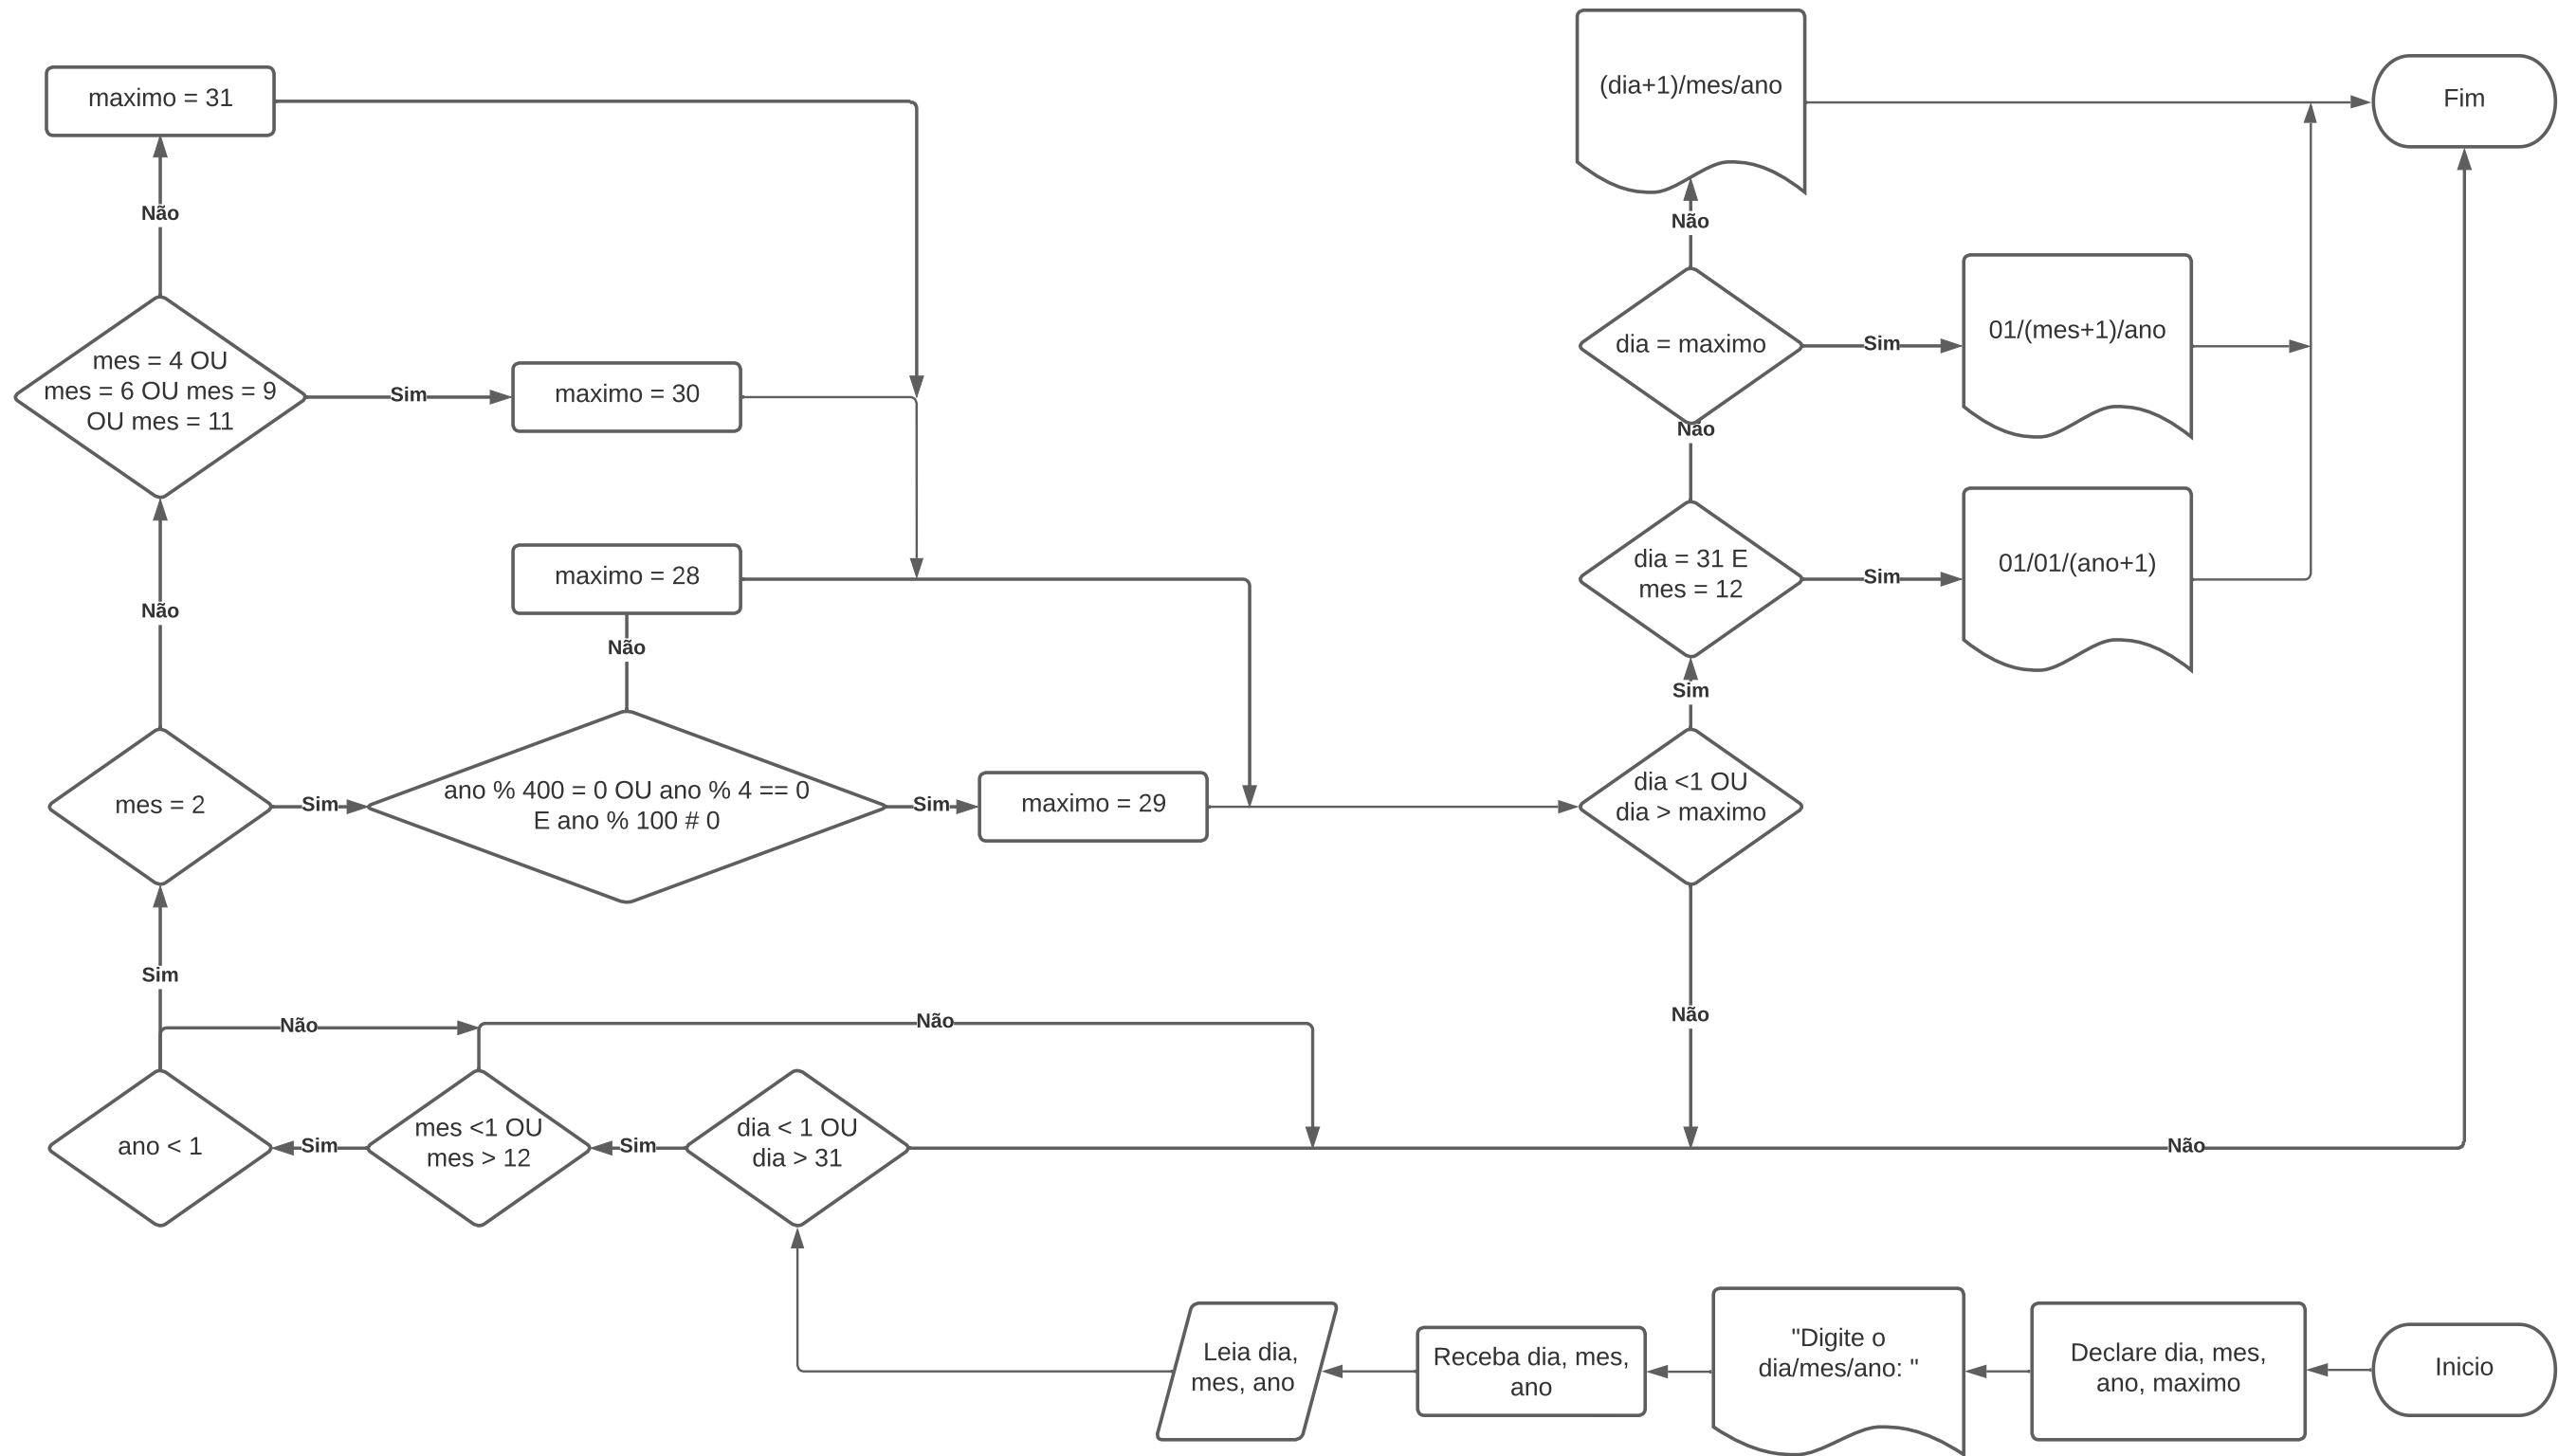 maximo = 31
(dia+1)/mes/ano
Fim
Não
Não
mes = 4 OU
mes = 6 OU mes = 9
OU mes = 11
Sim
maximo = 30
dia = maximo
Sim
01/(mes+1)/ano
Não
maximo = 28
dia = 31 E
mes = 12
Sim
01/01/(ano+1)
Não
Não
Sim
mes = 2
Sim
ano % 400 = 0 OU ano % 4 == 0
E ano % 100 # 0
Sim
maximo = 29
dia <1 OU
dia > maximo
Sim
Não
Não
Não
ano < 1
Sim
mes <1 OU
mes > 12
Sim
dia < 1 OU
dia > 31
Não
Leia dia,
mes, ano
Receba dia, mes,
ano
"Digite o
dia/mes/ano: "
Declare dia, mes,
ano, maximo
Inicio